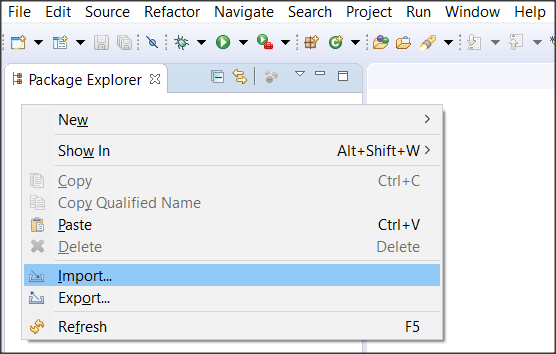 File Edit Source Refactor Navigate Search Project Run Window Help
Package Explorer
New
Show In Alt+Shift+W
Copy Ctrl+C
Copy Qualified Name
Paste Ctrl+V
Delete Delete
Import...
Export...
Refresh F5